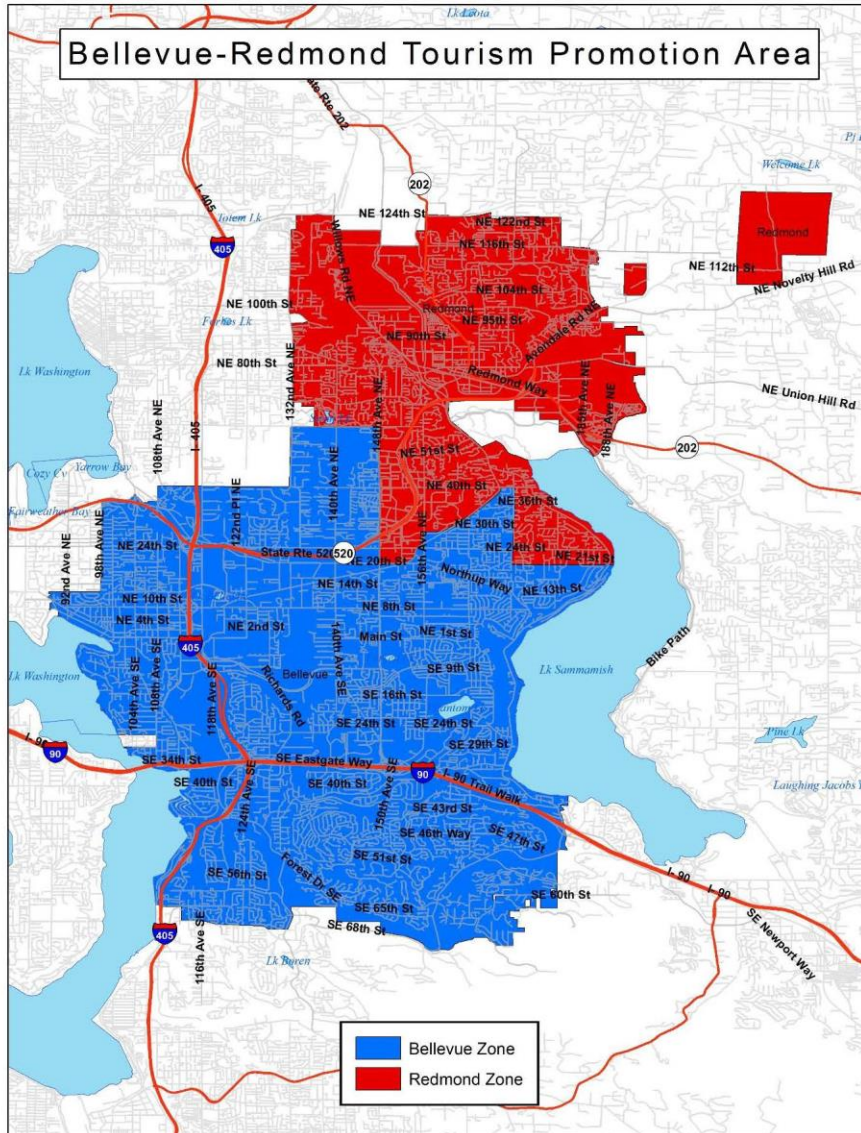 Lk Leota
Bellevue-Redmond Tourism Promotion Area
Rte 202
202
Welcome Lk
I-405
Totem Lk
NE 124th St
NE 122nd St
Willows Rd NE
NE 116th St
Redmond
405
NE 112th St
NE Novelty Hill Rd
NE 100th St
NE 104th St
Redmond
Forbes Lk
NE 95th St
NE 90th St
Avondale Rd NE
NE 80th St
Lk Washington
Redmond Way
NE Union Hill Rd
132nd Ave NE
180th Ave NE
188th Ave NE
148th Ave NE
108th Ave NE
I-405
202
NE 51st St
Cozy Cv
Yarrow Bay
140th Ave NE
NE 40th St
NE 36th St
Fairweather Bay
122nd Pl NE
NE 30th St
98th Ave NE
NE 24th St
State Rte 520
520
156th Ave NE
NE 24th St
NE 20th St
NE 21st St
92nd Ave NE
NE 14th St
Northup Way
NE 13th St
NE 10th St
NE 8th St
NE 4th St
NE 2nd St
Main St
NE 1st St
405
140th Ave SE
Bike Path
Lk Washington
SE 9th St
Lk Sammamish
104th Ave SE
108th Ave SE
118th Ave SE
Richards Rd
Bellevue
SE 16th St
SE 24th St
SE 24th St
Pine Lk
90
SE 29th St
SE 34th St
SE Eastgate Way
90
I-90 Trail Walk
SE 40th St
SE 40th St
Laughing Jacobs
124th Ave SE
150th Ave SE
SE 43rd St
SE 46th Way
SE 47th St
SE 51st St
SE 56th St
Forest Dr SE
I-90
I-90
SE 60th St
SE 65th St
SE 68th St
405
116th Ave SE
SE Newport Way
Lk Boren
Bellevue Zone
Redmond Zone